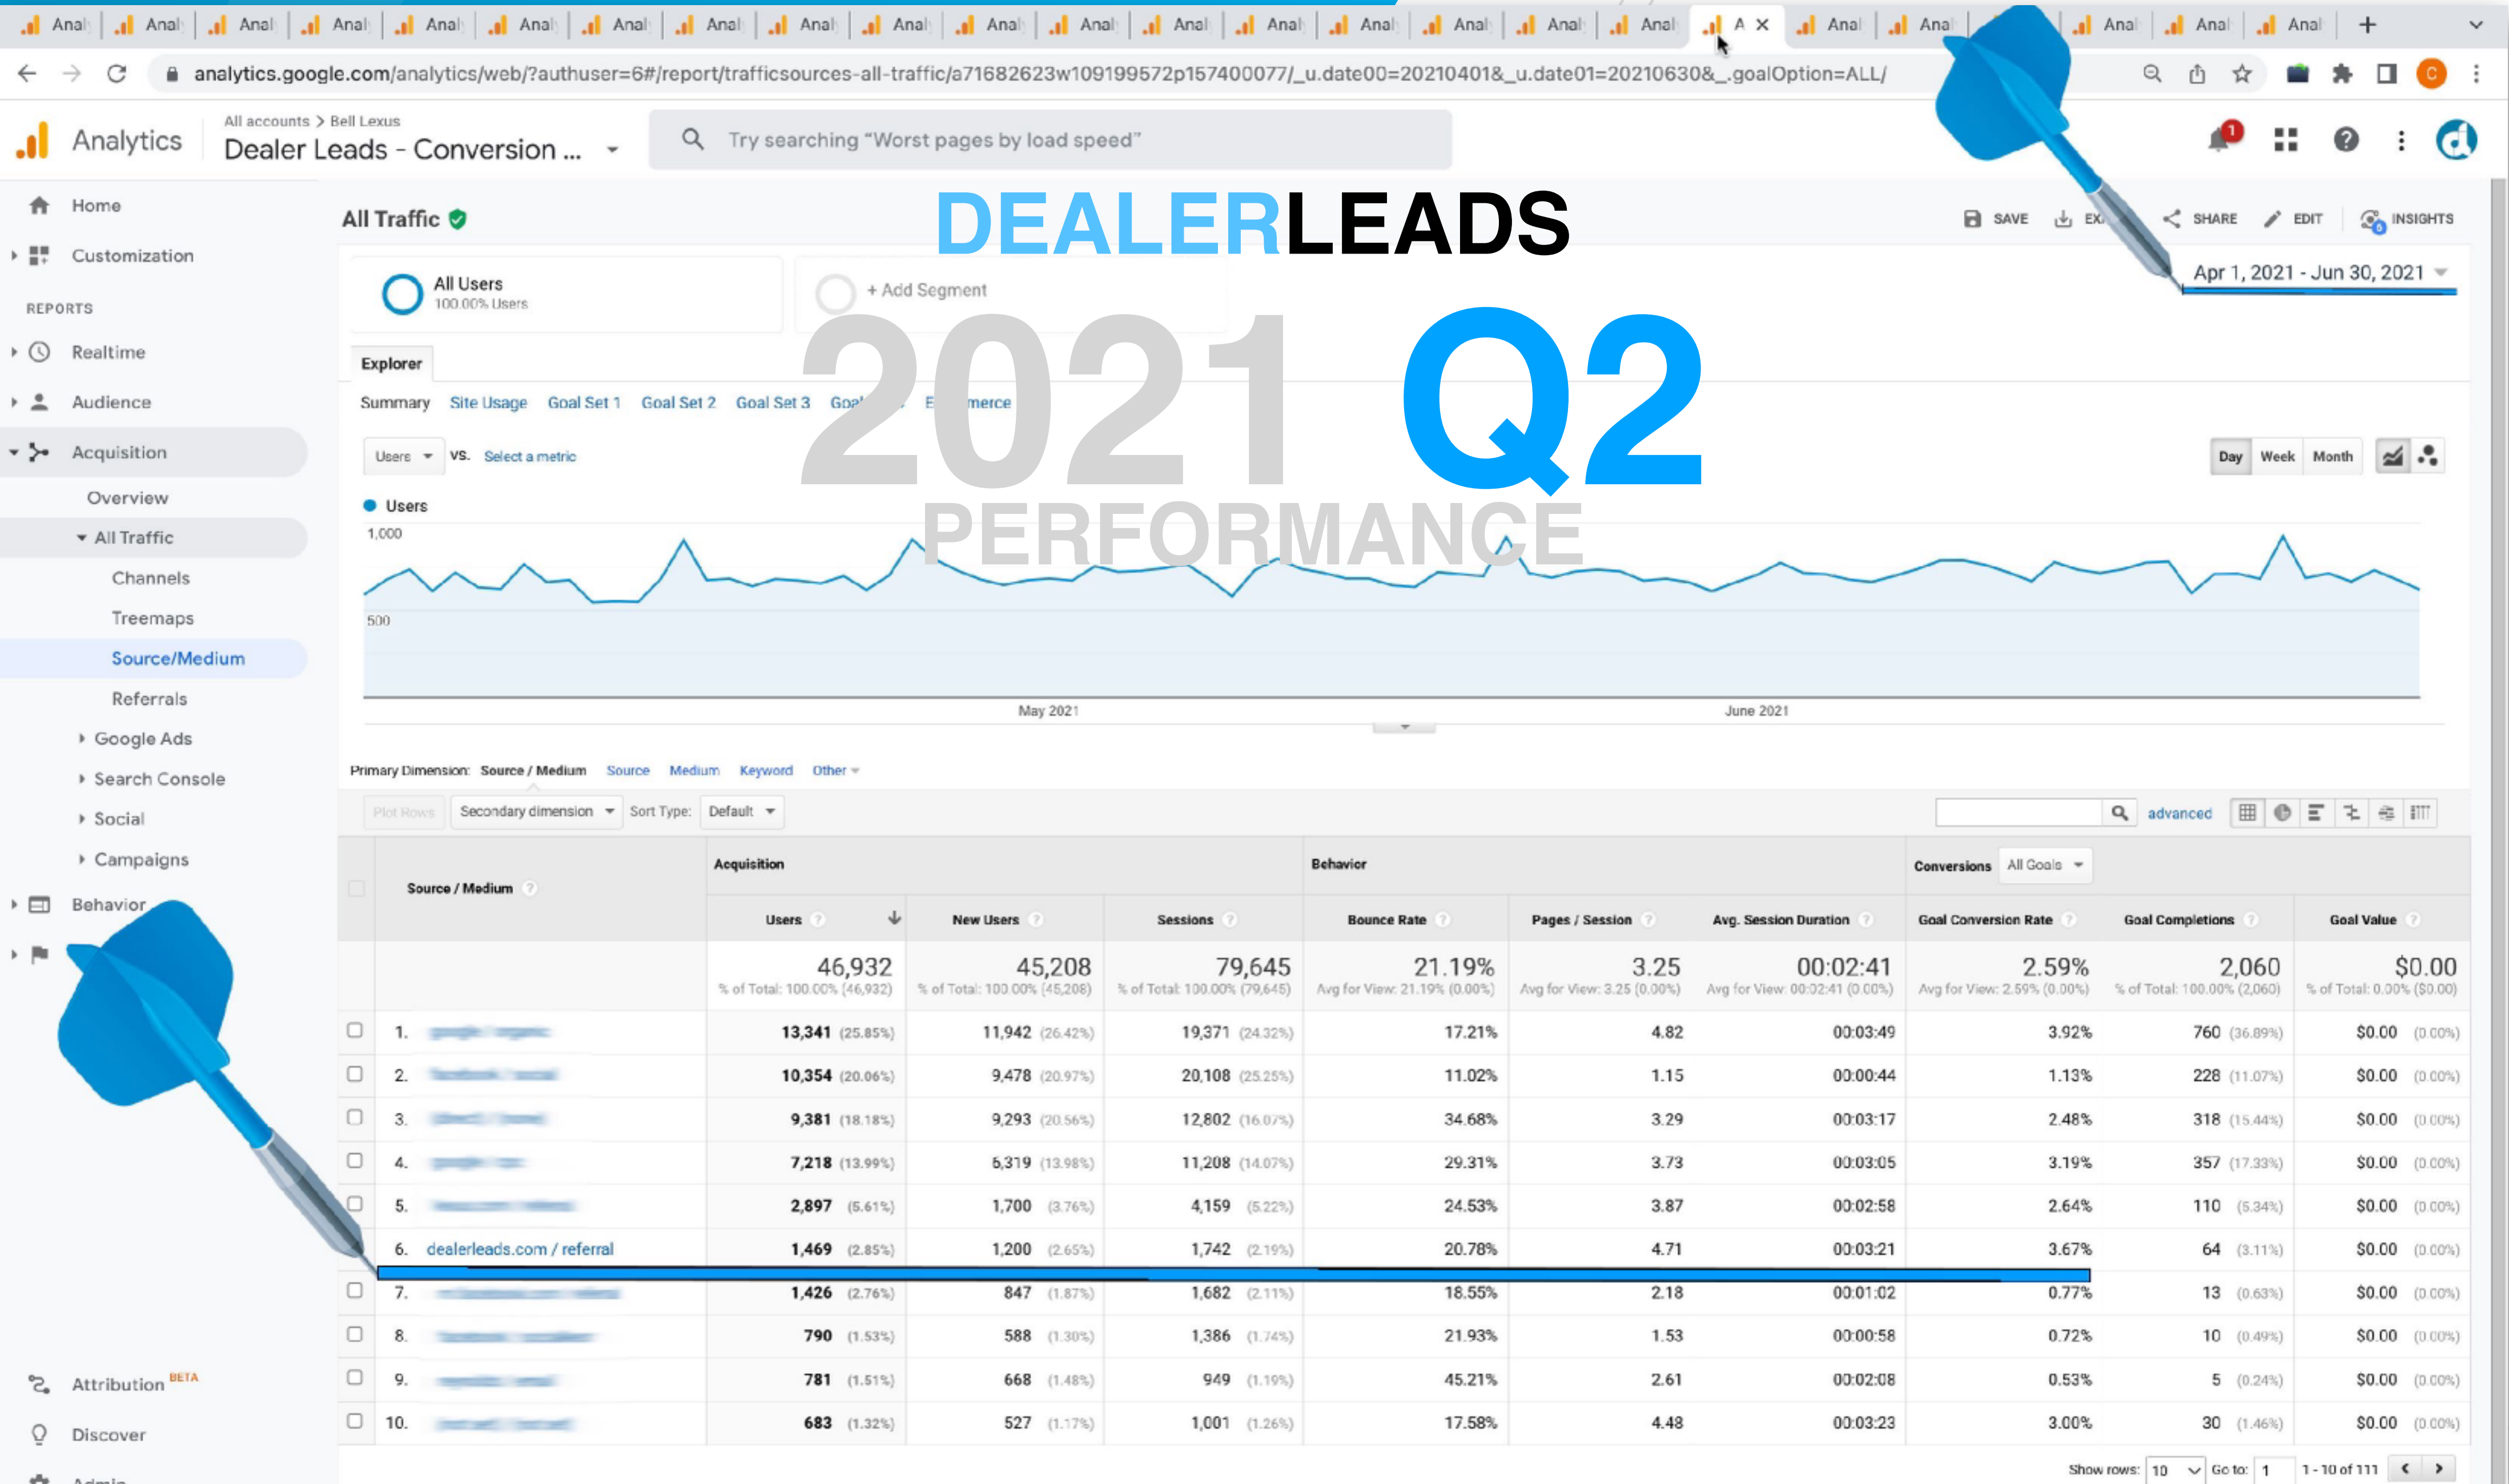 Analy Analy Analy Analy Analy Analy Analy Analy Analy Analy Analy Analy Analy Analy Analy Analy Analy Analy A Anal Anal Anal Anal Anal
analytics.google.com/analytics/web/?authuser=6#/report/trafficsources-all-traffic/a71682623w109199572p157400077/_u.date00=20210401&_u.date01=20210630&_.goalOption=ALL/
C
All accounts > Bell Lexus
Analytics
Dealer Leads - Conversion ...
Try searching “Worst pages by load speed”
1
Home
Customization
REPORTS
Realtime
Audience
Acquisition
Overview
All Traffic
Channels
Treemaps
Source/Medium
Referrals
Google Ads
Search Console
Social
Campaigns
Behavior
Attribution BETA
Discover
Admin
All Traffic
SAVE SHARE EDIT INSIGHTS
DEALERLEADS
2021 Q2
PERFORMANCE
Apr 1, 2021 - Jun 30, 2021
All Users
100.00% Users
+ Add Segment
Explorer
Summary Site Usage Goal Set 1 Goal Set 2 Goal Set 3
Users VS. Select a metric
Day Week Month
Users
1,000
500
May 2021 June 2021
Primary Dimension: Source / Medium Source Medium Keyword Other
Plot Rows Secondary dimension Sort Type: Default
advanced
Source / Medium
Acquisition Behavior Conversions All Goals
Users New Users Sessions Bounce Rate Pages / Session Avg. Session Duration Goal Conversion Rate Goal Completions Goal Value
46,932 45,208 79,645 21.19% 3.25 00:02:41 2.59% 2,060 $0.00
% of Total: 100.00% (46,932) % of Total: 100.00% (45,208) % of Total: 100.00% (79,645) Avg for View: 21.19% (0.00%) Avg for View: 3.25 (0.00%) Avg for View: 00:02:41 (0.00%) Avg for View: 2.59% (0.00%) % of Total: 100.00% (2,060) % of Total: 0.00% ($0.00)
1. 13,341 (25.85%) 11,942 (26.42%) 19,371 (24.32%) 17.21% 4.82 00:03:49 3.92% 760 (36.89%) $0.00 (0.00%)
2. 10,354 (20.06%) 9,478 (20.97%) 20,108 (25.25%) 11.02% 1.15 00:00:44 1.13% 228 (11.07%) $0.00 (0.00%)
3. 9,381 (18.18%) 9,293 (20.56%) 12,802 (16.07%) 34.68% 3.29 00:03:17 2.48% 318 (15.44%) $0.00 (0.00%)
4. 7,218 (13.99%) 6,319 (13.98%) 11,208 (14.07%) 29.31% 3.73 00:03:05 3.19% 357 (17.33%) $0.00 (0.00%)
5. 2,897 (5.61%) 1,700 (3.76%) 4,159 (5.22%) 24.53% 3.87 00:02:58 2.64% 110 (5.34%) $0.00 (0.00%)
6. dealerleads.com / referral 1,469 (2.85%) 1,200 (2.65%) 1,742 (2.19%) 20.78% 4.71 00:03:21 3.67% 64 (3.11%) $0.00 (0.00%)
7. 1,426 (2.76%) 847 (1.87%) 1,682 (2.11%) 18.55% 2.18 00:01:02 0.77% 13 (0.63%) $0.00 (0.00%)
8. 790 (1.53%) 588 (1.30%) 1,386 (1.74%) 21.93% 1.53 00:00:58 0.72% 10 (0.49%) $0.00 (0.00%)
9. 781 (1.51%) 668 (1.48%) 949 (1.19%) 45.21% 2.61 00:02:08 0.53% 5 (0.24%) $0.00 (0.00%)
10. 683 (1.32%) 527 (1.17%) 1,001 (1.26%) 17.58% 4.48 00:03:23 3.00% 30 (1.46%) $0.00 (0.00%)
Show rows: 10 Go to: 1 1 - 10 of 111